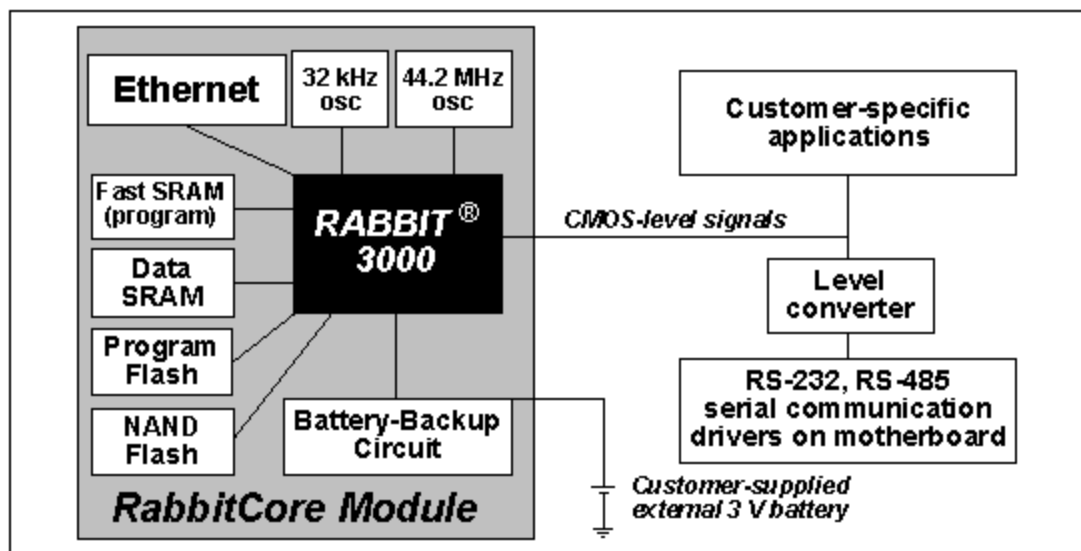 Ethernet
32 kHz
osc
44.2 MHz
osc
Customer-specific
applications
Fast SRAM
(program)
RABBIT ®
3000
CMOS-level signals
Data
SRAM
Level
converter
Program
Flash
RS-232, RS-485
serial communication
drivers on motherboard
NAND
Flash
Battery-Backup
Circuit
Customer-supplied
external 3 V battery
RabbitCore Module